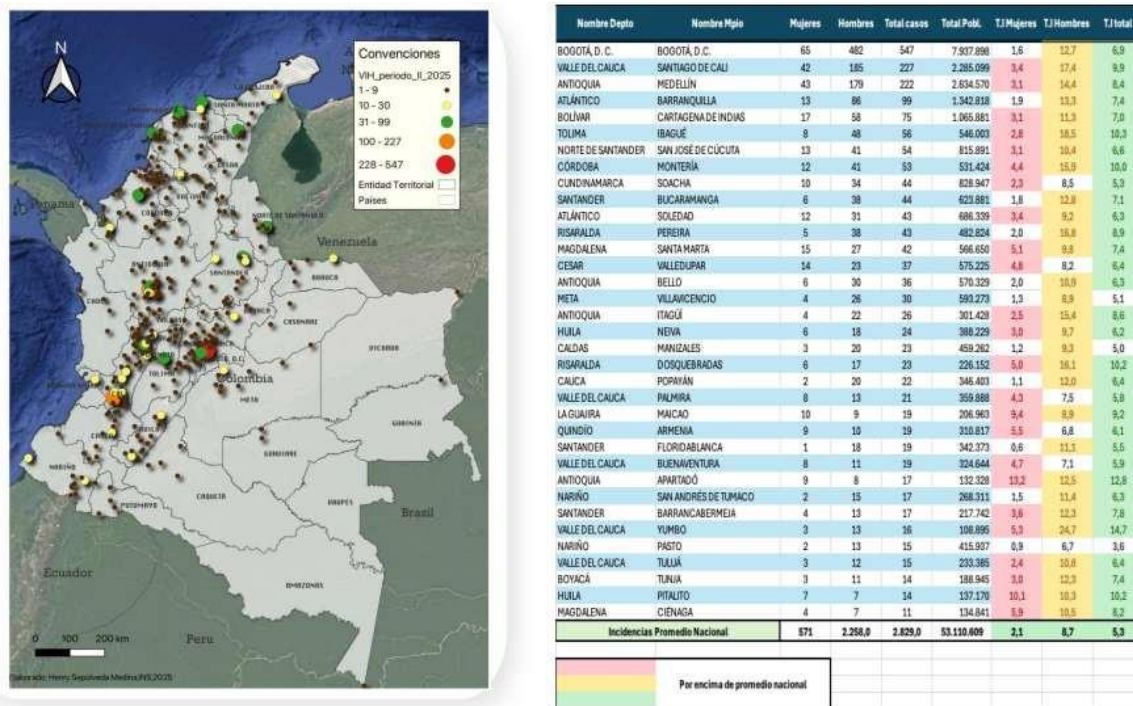 N
Convenciones
VIH_periodo_II_2025
1 - 9
10 - 30
31 - 99
100 - 227
228 - 547
Entidad Territorial
Países
Panama
Venezuela
Colombia
Brazil
Ecuador
Peru
NORTE DE SANTANDER
SANTANDER
ARAUCA
CASANARE
VICHADA
TOLIMA
META
GUAINÍA
GUAVIARE
VAUPES
NARIÑO
PUTUMAYO
CAQUETA
AMAZONAS
0 100 200 km
Elaborado: Henry Sepúlveda Medina,INS,2025
Nombre Depto Nombre Mpio Mujeres Hombres Total casos Total Pobl. T.I Mujeres T.I Hombres T.I total
BOGOTÁ, D. C. BOGOTÁ, D.C. 65 482 547 7.937.898 1,6 12,7 6,9
VALLE DEL CAUCA SANTIAGO DE CALI 42 185 227 2.285.099 3,4 17,4 9,9
ANTIOQUIA MEDELLÍN 43 179 222 2.634.570 3,1 14,4 8,4
ATLÁNTICO BARRANQUILLA 13 86 99 1.342.818 1,9 13,3 7,4
BOLÍVAR CARTAGENA DE INDIAS 17 58 75 1.065.881 3,1 11,3 7,0
TOLIMA IBAGUÉ 8 48 56 546.003 2,8 18,5 10,3
NORTE DE SANTANDER SAN JOSÉ DE CÚCUTA 13 41 54 815.891 3,1 10,4 6,6
CÓRDOBA MONTERÍA 12 41 53 531.424 4,4 15,9 10,0
CUNDINAMARCA SOACHA 10 34 44 828.947 2,3 8,5 5,3
SANTANDER BUCARAMANGA 6 38 44 623.881 1,8 12,8 7,1
ATLÁNTICO SOLEDAD 12 31 43 686.339 3,4 9,2 6,3
RISARALDA PEREIRA 5 38 43 482.824 2,0 16,8 8,9
MAGDALENA SANTA MARTA 15 27 42 566.650 5,1 9,8 7,4
CESAR VALLEDUPAR 14 23 37 575.225 4,8 8,2 6,4
ANTIOQUIA BELLO 6 30 36 570.329 2,0 10,9 6,3
META VILLAVICENCIO 4 26 30 593.273 1,3 8,9 5,1
ANTIOQUIA ITAGÜÍ 4 22 26 301.428 2,5 15,4 8,6
HUILA NEIVA 6 18 24 388.229 3,0 9,7 6,2
CALDAS MANIZALES 3 20 23 459.262 1,2 9,3 5,0
RISARALDA DOSQUEBRADAS 6 17 23 226.152 5,0 16,1 10,2
CAUCA POPAYÁN 2 20 22 346.403 1,1 12,0 6,4
VALLE DEL CAUCA PALMIRA 8 13 21 359.888 4,3 7,5 5,8
LA GUAJIRA MAICAO 10 9 19 206.963 9,4 8,9 9,2
QUINDÍO ARMENIA 9 10 19 310.817 5,5 6,8 6,1
SANTANDER FLORIDABLANCA 1 18 19 342.373 0,6 11,1 5,5
VALLE DEL CAUCA BUENAVENTURA 8 11 19 324.644 4,7 7,1 5,9
ANTIOQUIA APARTADÓ 9 8 17 132.328 13,2 12,5 12,8
NARIÑO SAN ANDRÉS DE TUMACO 2 15 17 268.311 1,5 11,4 6,3
SANTANDER BARRANCABERMEJA 4 13 17 217.742 3,6 12,3 7,8
VALLE DEL CAUCA YUMBO 3 13 16 108.895 5,3 24,7 14,7
NARIÑO PASTO 2 13 15 415.937 0,9 6,7 3,6
VALLE DEL CAUCA TULUÁ 3 12 15 233.385 2,4 10,8 6,4
BOYACÁ TUNJA 3 11 14 188.945 3,0 12,3 7,4
HUILA PITALITO 7 7 14 137.170 10,1 10,3 10,2
MAGDALENA CIÉNAGA 4 7 11 134.841 5,9 10,5 8,2
Incidencias Promedio Nacional 571 2.258,0 2.829,0 53.110.609 2,1 8,7 5,3
Por encima de promedio nacional